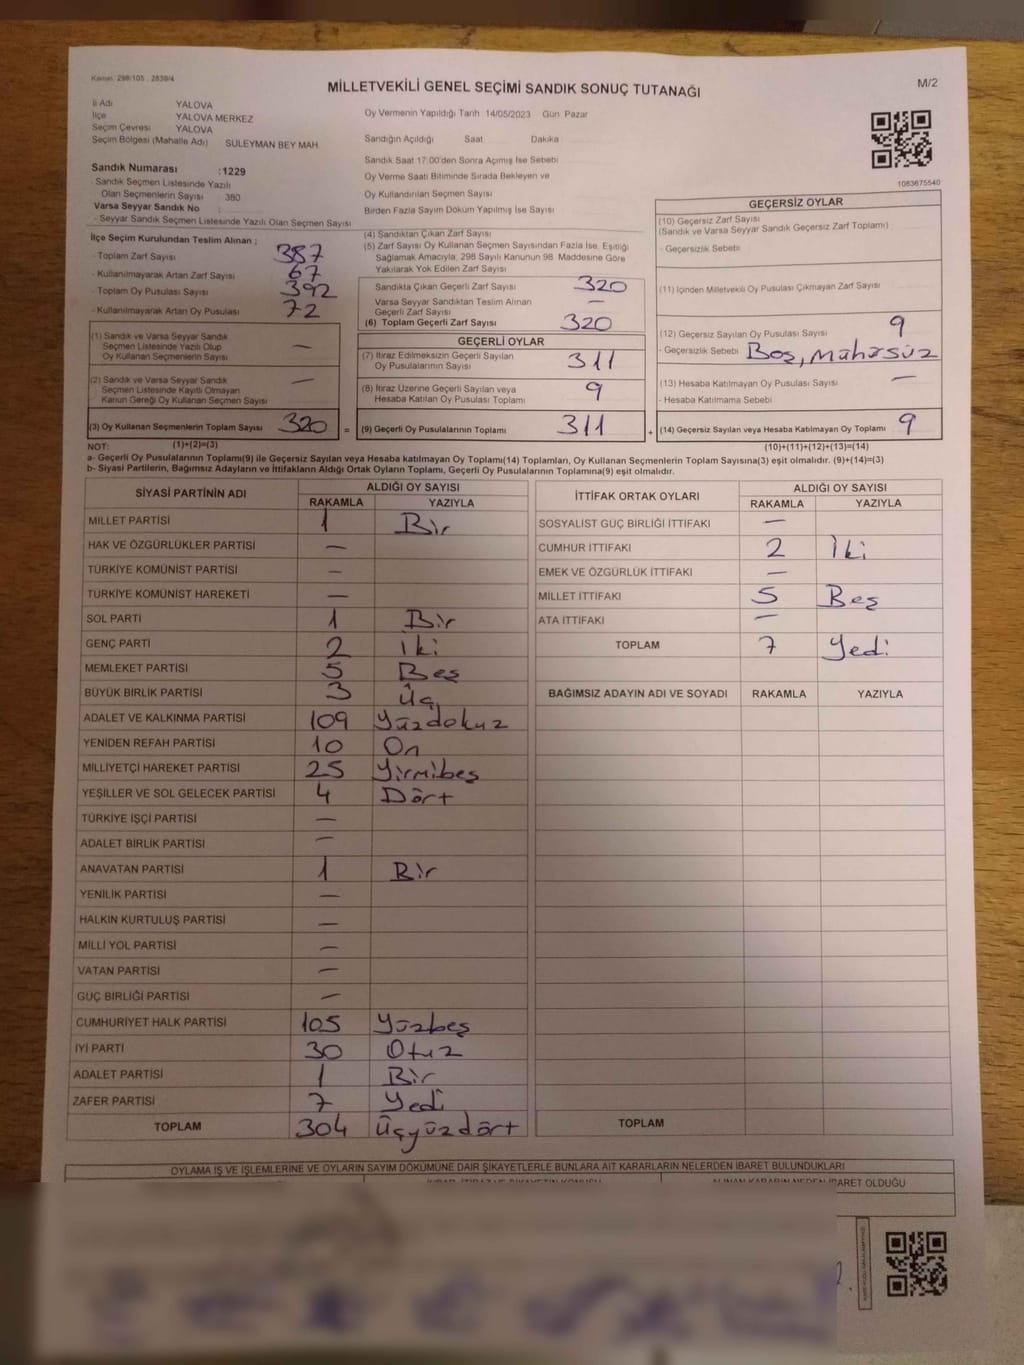 Kanun: 298/105 , 2839/4
MİLLETVEKİLİ GENEL SEÇİMİ SANDIK SONUÇ TUTANAĞI
M/2
İl Adı YALOVA
İlçe YALOVA MERKEZ
Seçim Çevresi YALOVA
Seçim Bölgesi (Mahalle Adı) SÜLEYMAN BEY MAH.
Oy Vermenin Yapıldığı Tarih 14/05/2023 Gün Pazar
Sandığın Açıldığı Saat Dakika
Sandık Saat 17:00'den Sonra Açımış İse Sebebi
Oy Verme Saati Bitiminde Sırada Bekleyen ve
Oy Kullandırılan Seçmen Sayısı
Birden Fazla Sayım Döküm Yapılmış İse Sayısı
1083675540
Sandık Numarası :1229
- Sandık Seçmen Listesinde Yazılı
Olan Seçmenlerin Sayısı 380
Varsa Seyyar Sandık No :
- Seyyar Sandık Seçmen Listesinde Yazılı Olan Seçmen Sayısı
İlçe Seçim Kurulundan Teslim Alınan ;
- Toplam Zarf Sayısı 387
- Kullanılmayarak Artan Zarf Sayısı 67
- Toplam Oy Pusulası Sayısı 392
- Kullanılmayarak Artan Oy Pusulası 72
(1) Sandık ve Varsa Seyyar Sandık
Seçmen Listesinde Yazılı Olup
Oy Kullanan Seçmenlerin Sayısı —
(2) Sandık ve Varsa Seyyar Sandık
Seçmen Listesinde Kayıtlı Olmayan
Kanun Gereği Oy Kullanan Seçmen Sayısı —
(3) Oy Kullanan Seçmenlerin Toplam Sayısı 320 =
(4) Sandıktan Çıkan Zarf Sayısı
(5) Zarf Sayısı Oy Kullanan Seçmen Sayısından Fazla İse, Eşitliği
Sağlamak Amacıyla, 298 Sayılı Kanunun 98. Maddesine Göre
Yakılarak Yok Edilen Zarf Sayısı
Sandıkta Çıkan Geçerli Zarf Sayısı 320
Varsa Seyyar Sandıktan Teslim Alınan
Geçerli Zarf Sayısı —
(6) Toplam Geçerli Zarf Sayısı 320
GEÇERLİ OYLAR
(7) İtiraz Edilmeksizin Geçerli Sayılan
Oy Pusulalarının Sayısı 311
(8) İtiraz Üzerine Geçerli Sayılan veya
Hesaba Katılan Oy Pusulası Toplamı 9
(9) Geçerli Oy Pusulalarının Toplamı 311 +
GEÇERSİZ OYLAR
(10) Geçersiz Zarf Sayısı
(Sandık ve Varsa Seyyar Sandık Geçersiz Zarf Toplamı)
- Geçersizlik Sebebi
(11) İçinden Milletvekili Oy Pusulası Çıkmayan Zarf Sayısı
(12) Geçersiz Sayılan Oy Pusulası Sayısı 9
- Geçersizlik Sebebi Boş, Mühürsüz
(13) Hesaba Katılmayan Oy Pusulası Sayısı —
- Hesaba Katılmama Sebebi
(14) Geçersiz Sayılan veya Hesaba Katılmayan Oy Toplamı 9
NOT: (1)+(2)=(3) (10)+(11)+(12)+(13)=(14)
a- Geçerli Oy Pusulaları Toplamı(9) ile Geçersiz Sayılan veya Hesaba katılmayan Oy Toplamı(14) Toplamları, Oy Kullanan Seçmenlerin Toplam Sayısına(3) eşit olmalıdır. (9)+(14)=(3)
b- Siyasi Partilerin, Bağımsız Adayların ve İttifakların Aldığı Ortak Oyların Toplamı, Geçerli Oy Pusulalarının Toplamına(9) eşit olmalıdır.
SİYASİ PARTİNİN ADI ALDIĞI OY SAYISI
RAKAMLA YAZIYLA
MİLLET PARTİSİ 1 Bir
HAK VE ÖZGÜRLÜKLER PARTİSİ —
TÜRKİYE KOMÜNİST PARTİSİ —
TÜRKİYE KOMÜNİST HAREKETİ —
SOL PARTİ 1 Bir
GENÇ PARTİ 2 İki
MEMLEKET PARTİSİ 5 Beş
BÜYÜK BİRLİK PARTİSİ 3 Üç
ADALET VE KALKINMA PARTİSİ 109 Yüzdokuz
YENİDEN REFAH PARTİSİ 10 On
MİLLİYETÇİ HAREKET PARTİSİ 25 Yirmibeş
YEŞİLLER VE SOL GELECEK PARTİSİ 4 Dört
TÜRKİYE İŞÇİ PARTİSİ —
ADALET BİRLİK PARTİSİ —
ANAVATAN PARTİSİ 1 Bir
YENİLİK PARTİSİ —
HALKIN KURTULUŞ PARTİSİ —
MİLLİ YOL PARTİSİ —
VATAN PARTİSİ —
GÜÇ BİRLİĞİ PARTİSİ —
CUMHURİYET HALK PARTİSİ 105 Yüzbeş
İYİ PARTİ 30 Otuz
ADALET PARTİSİ 1 Bir
ZAFER PARTİSİ 7 Yedi
TOPLAM 304 Üçyüzdört
İTTİFAK ORTAK OYLARI ALDIĞI OY SAYISI
RAKAMLA YAZIYLA
SOSYALİST GÜÇ BİRLİĞİ İTTİFAKI —
CUMHUR İTTİFAKI 2 İki
EMEK VE ÖZGÜRLÜK İTTİFAKI —
MİLLET İTTİFAKI 5 Beş
ATA İTTİFAKI —
TOPLAM 7 Yedi
BAĞIMSIZ ADAYIN ADI VE SOYADI RAKAMLA YAZIYLA
TOPLAM
OYLAMA İŞ VE İŞLEMLERİNE VE OYLARIN SAYIM DÖKÜMÜNE DAİR ŞİKAYETLERLE BUNLARA AİT KARARLARIN NELERDEN İBARET BULUNDUKLARI
ALINAN KARARIN NEDEN İBARET OLDUĞU